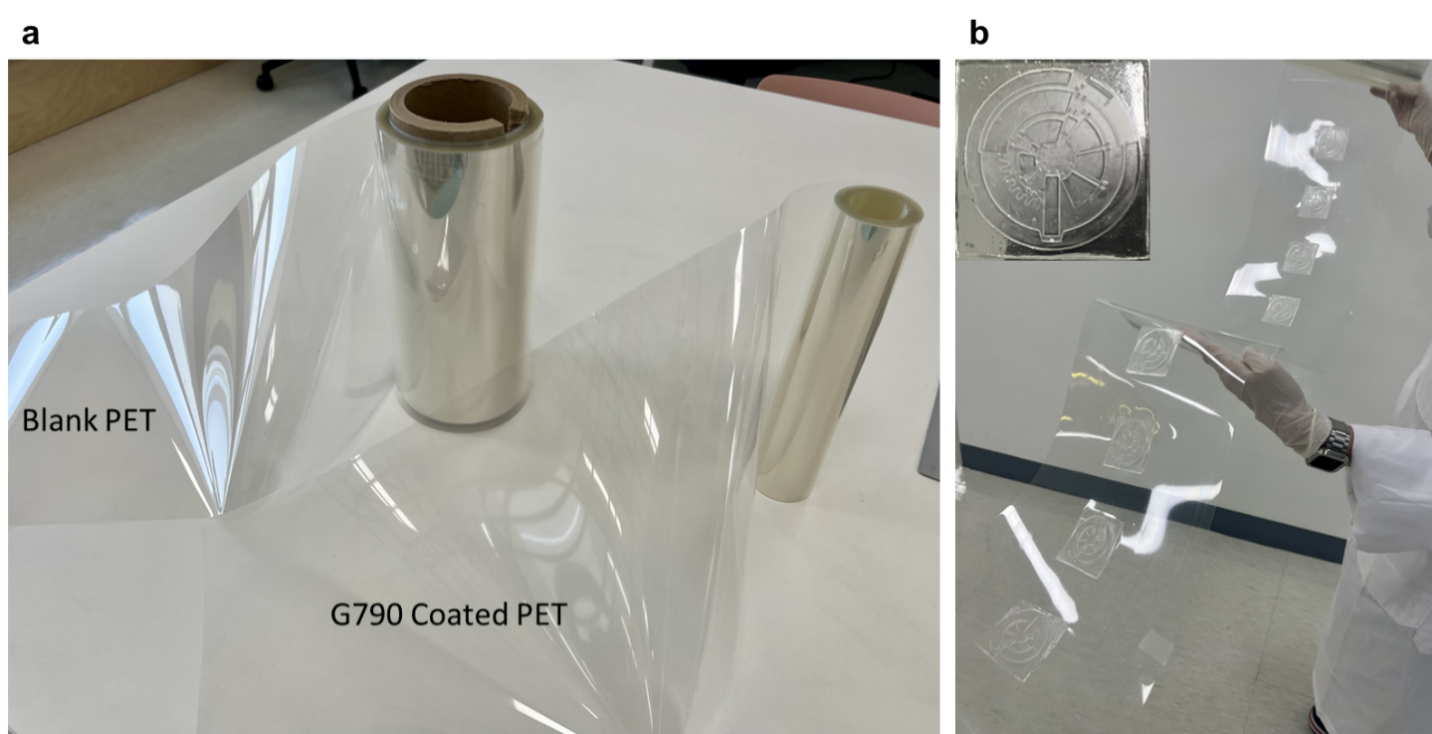 a
b
Blank PET
G790 Coated PET